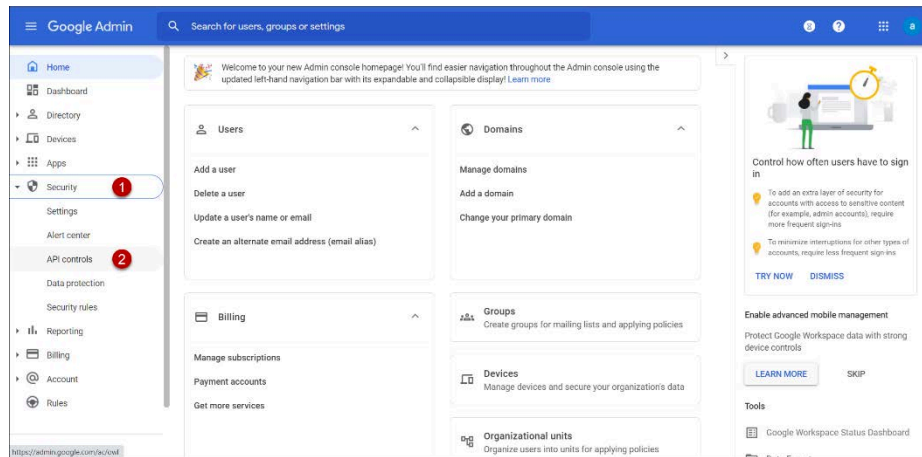 Google Admin
Search for users, groups or settings
a
Home
Dashboard
Directory
Devices
Apps
Security
1
Settings
Alert center
API controls
2
Data protection
Security rules
Reporting
Billing
Account
Rules
https://admin.google.com/ac/owl
Welcome to your new Admin console homepage! You'll find easier navigation throughout the Admin console using the
updated left-hand navigation bar with its expandable and collapsible display! Learn more
Users
Add a user
Delete a user
Update a user's name or email
Create an alternate email address (email alias)
Domains
Manage domains
Add a domain
Change your primary domain
Billing
Manage subscriptions
Payment accounts
Get more services
Groups
Create groups for mailing lists and applying policies
Devices
Manage devices and secure your organization's data
Organizational units
Organize users into units for applying policies
Control how often users have to sign
in
To add an extra layer of security for
accounts with access to sensitive content
(for example, admin accounts), require
more frequent sign-ins
To minimize interruptions for other types of
accounts, require less frequent sign-ins
TRY NOW DISMISS
Enable advanced mobile management
Protect Google Workspace data with strong
device controls
LEARN MORE SKIP
Tools
Google Workspace Status Dashboard